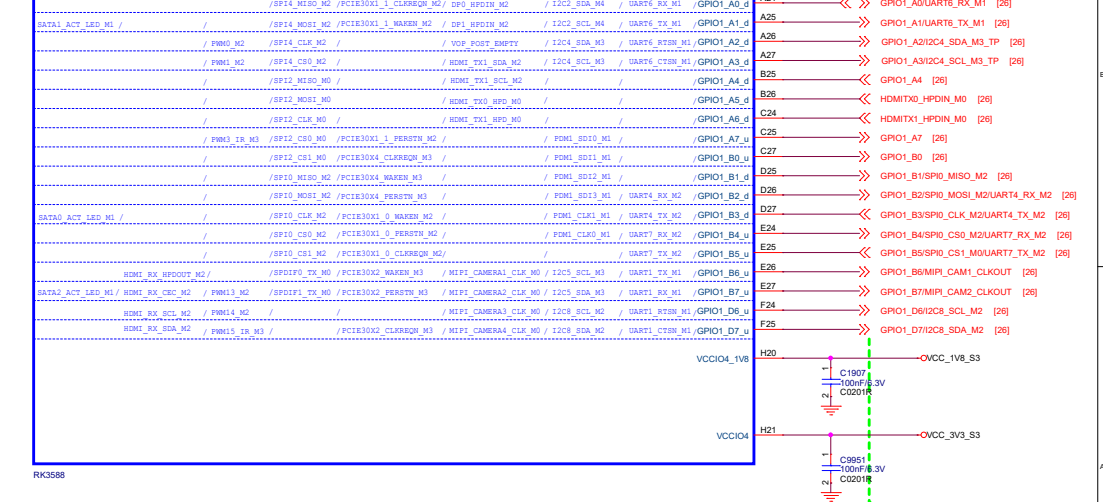 /SPI4_MISO_M2 /PCIE30X1_1_CLKREQN_M2/ DP0_HPDIN_M2 / I2C2_SDA_M4 / UART6_RX_M1 /GPIO1_A0_d GPIO1_A0/UART6_RX_M1 [26]
SATA1_ACT_LED_M1 / /SPI4_MOSI_M2 /PCIE30X1_1_WAKEN_M2 / DP1_HPDIN_M2 / I2C2_SCL_M4 / UART6_TX_M1 /GPIO1_A1_d A25 GPIO1_A1/UART6_TX_M1 [26]
/ PWM0_M2 /SPI4_CLK_M2 / / VOP_POST_EMPTY / I2C4_SDA_M3 / UART6_RTSN_M1/GPIO1_A2_d A26 GPIO1_A2/I2C4_SDA_M3_TP [26]
/ PWM1_M2 /SPI4_CS0_M2 / / HDMI_TX1_SDA_M2 / I2C4_SCL_M3 / UART6_CTSN_M1/GPIO1_A3_d A27 GPIO1_A3/I2C4_SCL_M3_TP [26]
/ /SPI2_MISO_M0 / / HDMI_TX1_SCL_M2 / / /GPIO1_A4_d B25 GPIO1_A4 [26]
/ /SPI2_MOSI_M0 / / HDMI_TX0_HPD_M0 / / /GPIO1_A5_d B26 HDMITX0_HPDIN_M0 [26]
/ /SPI2_CLK_M0 / / HDMI_TX1_HPD_M0 / / /GPIO1_A6_d C24 HDMITX1_HPDIN_M0 [26]
/ PWM3_IR_M3 /SPI2_CS0_M0 /PCIE30X1_1_PERSTN_M2 / / PDM1_SDI0_M1 / /GPIO1_A7_u C25 GPIO1_A7 [26]
/ /SPI2_CS1_M0 /PCIE30X4_CLKREQN_M3 / / PDM1_SDI1_M1 / /GPIO1_B0_u C27 GPIO1_B0 [26]
/ /SPI0_MISO_M2 /PCIE30X4_WAKEN_M3 / / PDM1_SDI2_M1 / /GPIO1_B1_d D25 GPIO1_B1/SPI0_MISO_M2 [26]
/ /SPI0_MOSI_M2 /PCIE30X4_PERSTN_M3 / / PDM1_SDI3_M1 / UART4_RX_M2 /GPIO1_B2_d D26 GPIO1_B2/SPI0_MOSI_M2/UART4_RX_M2 [26]
SATA0_ACT_LED_M1 / / /SPI0_CLK_M2 /PCIE30X1_0_WAKEN_M2 / / PDM1_CLK1_M1 / UART4_TX_M2 /GPIO1_B3_d D27 GPIO1_B3/SPI0_CLK_M2/UART4_TX_M2 [26]
/ /SPI0_CS0_M2 /PCIE30X1_0_PERSTN_M2 / / PDM1_CLK0_M1 / UART7_RX_M2 /GPIO1_B4_u E24 GPIO1_B4/SPI0_CS0_M2/UART7_RX_M2 [26]
/ /SPI0_CS1_M2 /PCIE30X1_0_CLKREQN_M2/ / / UART7_TX_M2 /GPIO1_B5_u E25 GPIO1_B5/SPI0_CS1_M0/UART7_TX_M2 [26]
HDMI_RX_HPDOUT_M2/ /SPDIF0_TX_M0 /PCIE30X2_WAKEN_M3 / MIPI_CAMERA1_CLK_M0 / I2C5_SCL_M3 / UART1_TX_M1 /GPIO1_B6_u E26 GPIO1_B6/MIPI_CAM1_CLKOUT [26]
SATA2_ACT_LED_M1/ HDMI_RX_CEC_M2 / PWM13_M2 /SPDIF1_TX_M0 /PCIE30X2_PERSTN_M3 / MIPI_CAMERA2_CLK_M0 / I2C5_SDA_M3 / UART1_RX_M1 /GPIO1_B7_u E27 GPIO1_B7/MIPI_CAM2_CLKOUT [26]
HDMI_RX_SCL_M2 / PWM14_M2 / / / MIPI_CAMERA3_CLK_M0 / I2C8_SCL_M2 / UART1_RTSN_M1/GPIO1_D6_u F24 GPIO1_D6/I2C8_SCL_M2 [26]
HDMI_RX_SDA_M2 / PWM15_IR_M3 / /PCIE30X2_CLKREQN_M3 / MIPI_CAMERA4_CLK_M0 / I2C8_SDA_M2 / UART1_CTSN_M1/GPIO1_D7_u F25 GPIO1_D7/I2C8_SDA_M2 [26]
VCCIO4_1V8 H20 VCC_1V8_S3
1 C1907
100nF/6.3V
2 C0201R
VCCIO4 H21 VCC_3V3_S3
1 C9951
100nF/6.3V
2 C0201R
RK3588